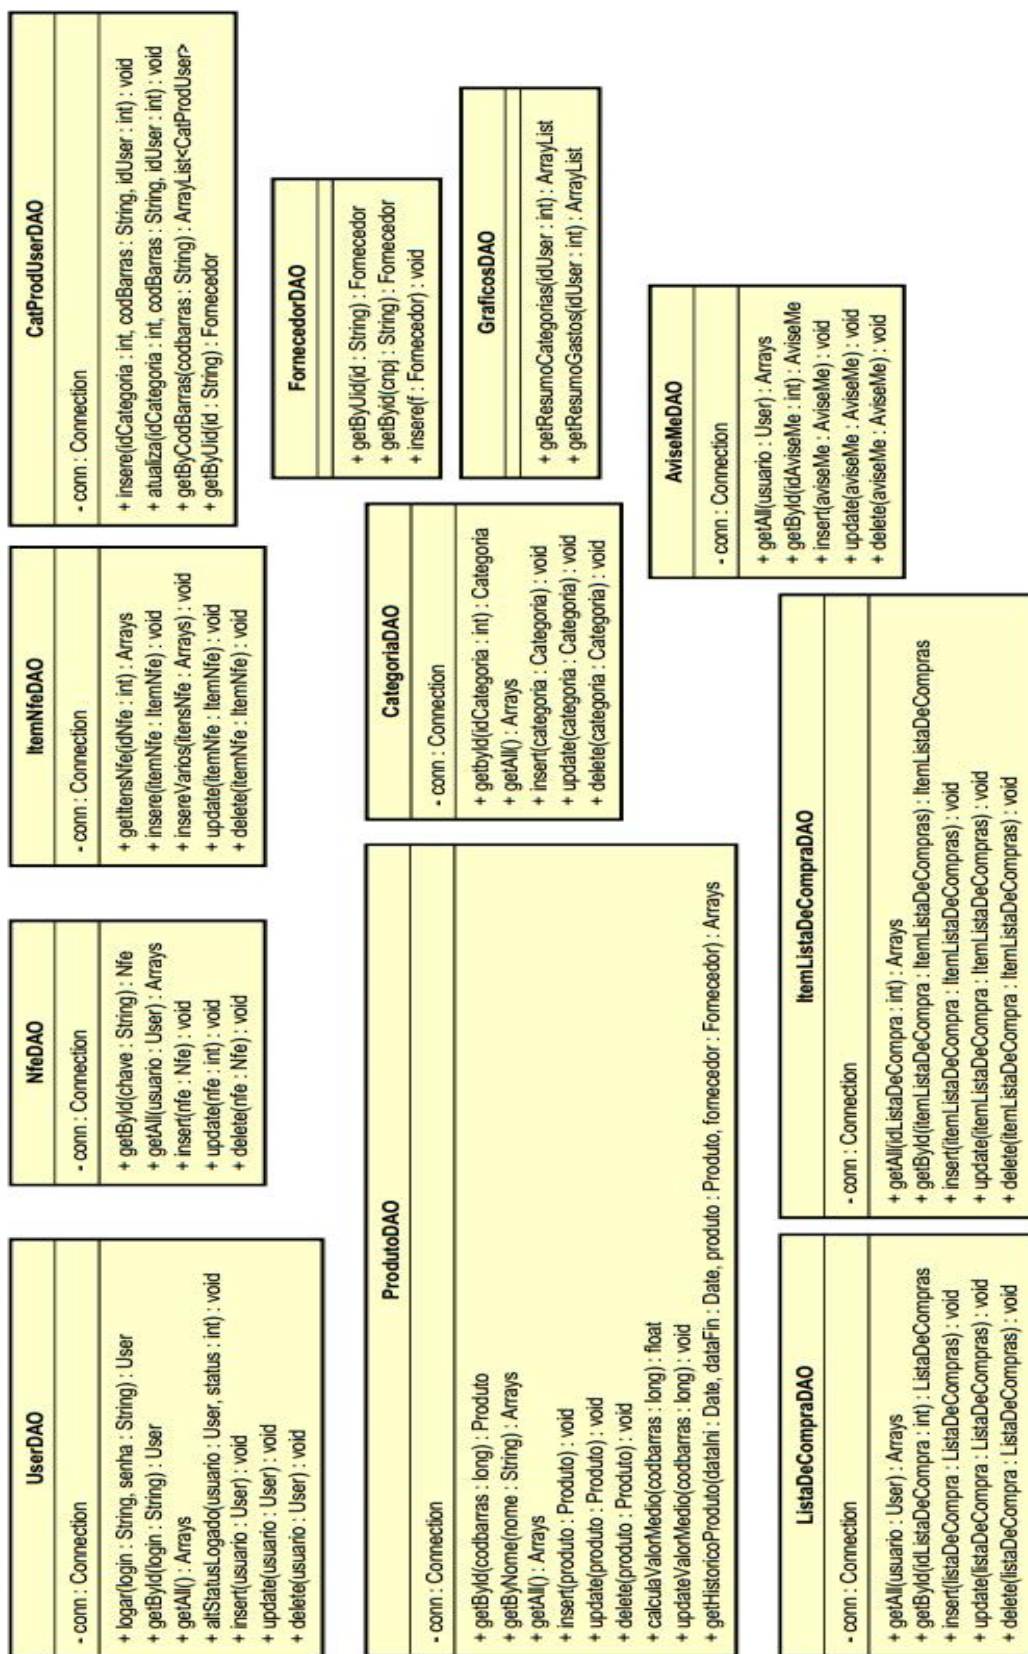 UserDAO
- conn : Connection
+ logar(login : String, senha : String) : User
+ getById(login : String) : User
+ getAll() : Arrays
+ altStatusLogado(usuario : User, status : int) : void
+ insert(usuario : User) : void
+ update(usuario : User) : void
+ delete(usuario : User) : void
NfeDAO
- conn : Connection
+ getById(chave : String) : Nfe
+ getAll(usuario : User) : Arrays
+ insert(nfe : Nfe) : void
+ update(nfe : int) : void
+ delete(nfe : Nfe) : void
ItemNfeDAO
- conn : Connection
+ getItensNfe(idNfe : int) : Arrays
+ insere(itemNfe : ItemNfe) : void
+ insereVarios(itensNfe : Arrays) : void
+ update(itemNfe : ItemNfe) : void
+ delete(itemNfe : ItemNfe) : void
CatProdUserDAO
- conn : Connection
+ insere(idCategoria : int, codBarras : String, idUser : int) : void
+ atualiza(idCategoria : int, codBarras : String, idUser : int) : void
+ getByCodBarras(codbarras : String) : ArrayList<CatProdUser>
+ getByUid(id : String) : Fornecedor
ProdutoDAO
- conn : Connection
+ getById(codbarras : long) : Produto
+ getByNome(nome : String) : Arrays
+ getAll() : Arrays
+ insert(produto : Produto) : void
+ update(produto : Produto) : void
+ delete(produto : Produto) : void
+ calculaValorMedio(codbarras : long) : float
+ updateValorMedio(codbarras : long) : void
+ getHistoricoProduto(dataIni : Date, dataFin : Date, produto : Produto, fornecedor : Fornecedor) : Arrays
CategoriaDAO
- conn : Connection
+ getbyId(idCategoria : int) : Categoria
+ getAll() : Arrays
+ insert(categoria : Categoria) : void
+ update(categoria : Categoria) : void
+ delete(categoria : Categoria) : void
FornecedorDAO
+ getByUid(id : String) : Fornecedor
+ getByid(cnpj : String) : Fornecedor
+ insere(f : Fornecedor) : void
GraficosDAO
+ getResumoCategorias(idUser : int) : ArrayList
+ getResumoGastos(idUser : int) : ArrayList
AviseMeDAO
- conn : Connection
+ getAll(usuario : User) : Arrays
+ getById(idAviseMe : int) : AviseMe
+ insert(aviseMe : AviseMe) : void
+ update(aviseMe : AviseMe) : void
+ delete(aviseMe : AviseMe) : void
ListaDeCompraDAO
- conn : Connection
+ getAll(usuario : User) : Arrays
+ getById(idListaDeCompra : int) : ListaDeCompras
+ insert(listaDeCompra : ListaDeCompras) : void
+ update(listaDeCompra : ListaDeCompras) : void
+ delete(listaDeCompra : ListaDeCompras) : void
ItemListaDeCompraDAO
- conn : Connection
+ getAll(idListaDeCompra : int) : Arrays
+ getById(itemListaDeCompra : ItemListaDeCompras) : ItemListaDeCompras
+ insert(itemListaDeCompra : ItemListaDeCompras) : void
+ update(itemListaDeCompra : ItemListaDeCompras) : void
+ delete(itemListaDeCompra : ItemListaDeCompras) : void